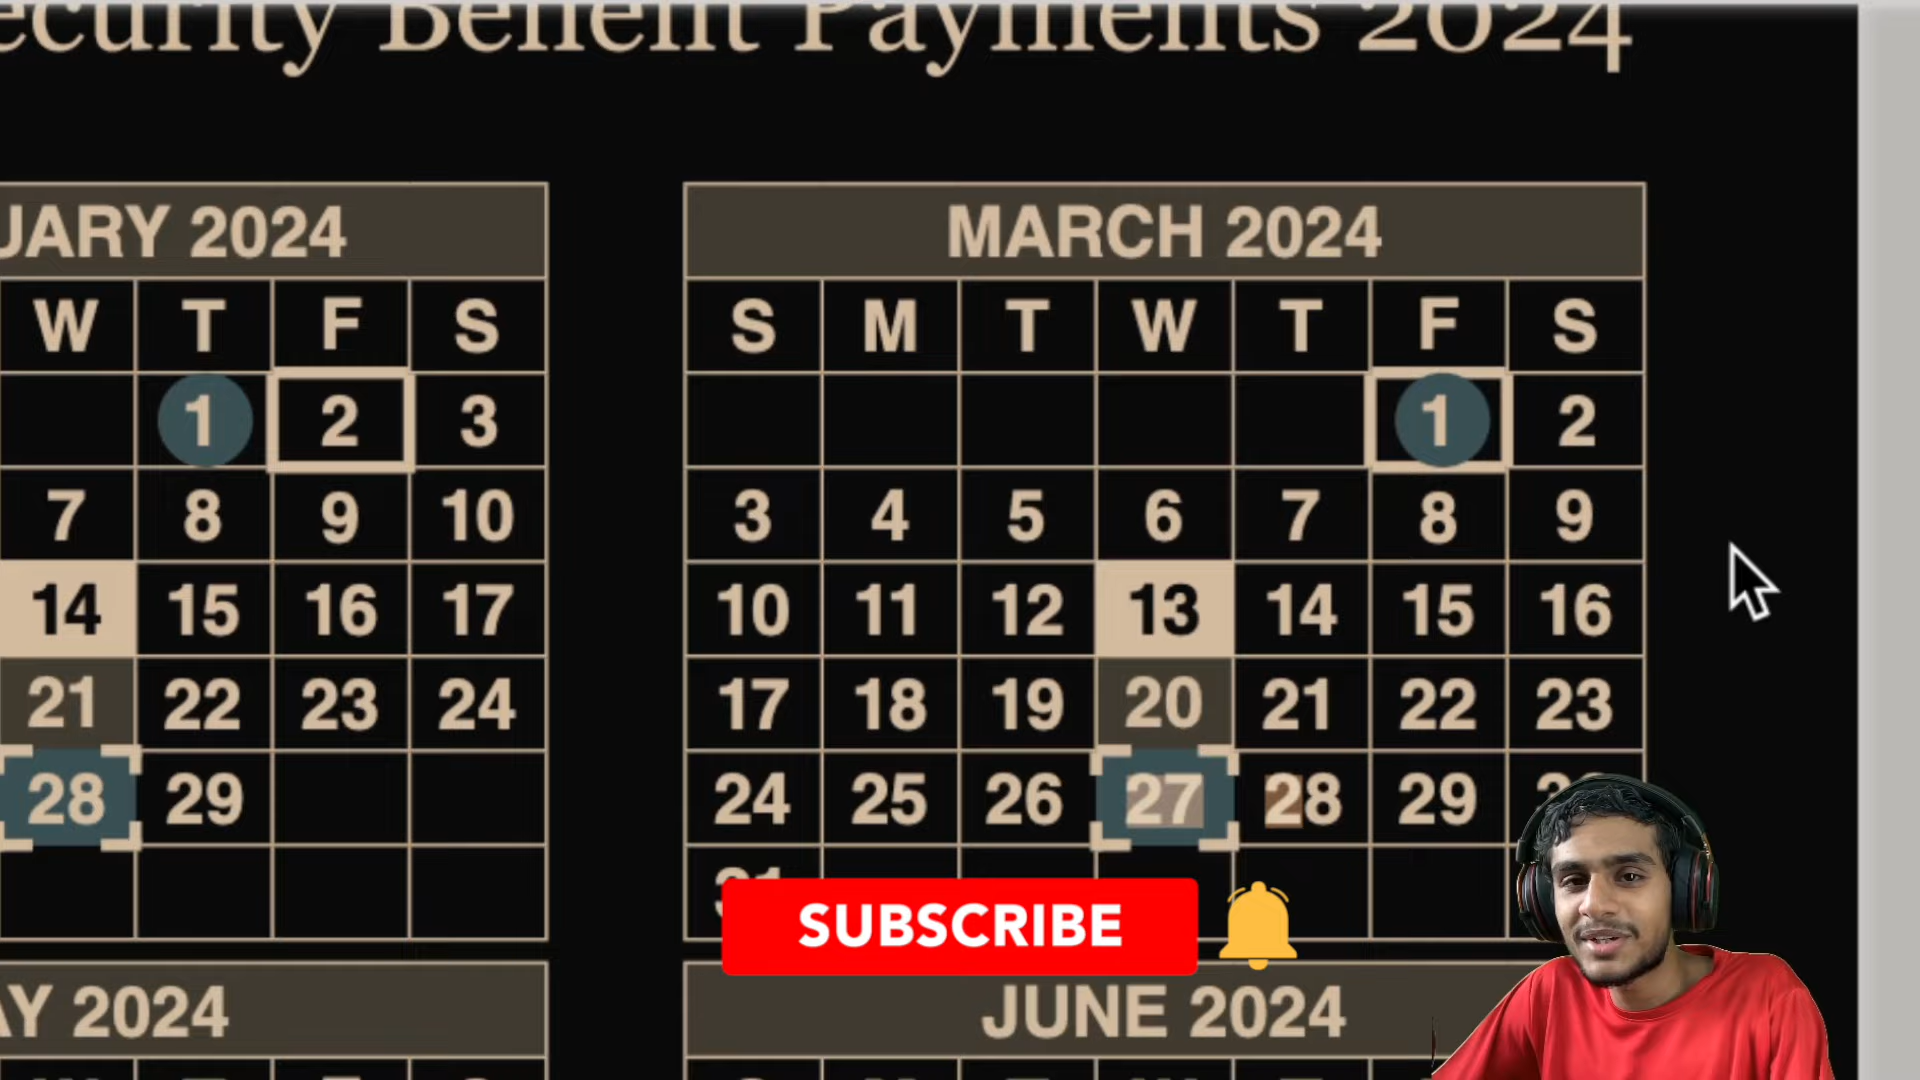 ecurity Benefit Payments 2024
UARY 2024
W T F S
1 2 3
7 8 9 10
14 15 16 17
21 22 23 24
28 29
MARCH 2024
S M T W T F S
1 2
3 4 5 6 7 8 9
10 11 12 13 14 15 16
17 18 19 20 21 22 23
24 25 26 27 28 29
31
SUBSCRIBE
AY 2024
JUNE 2024